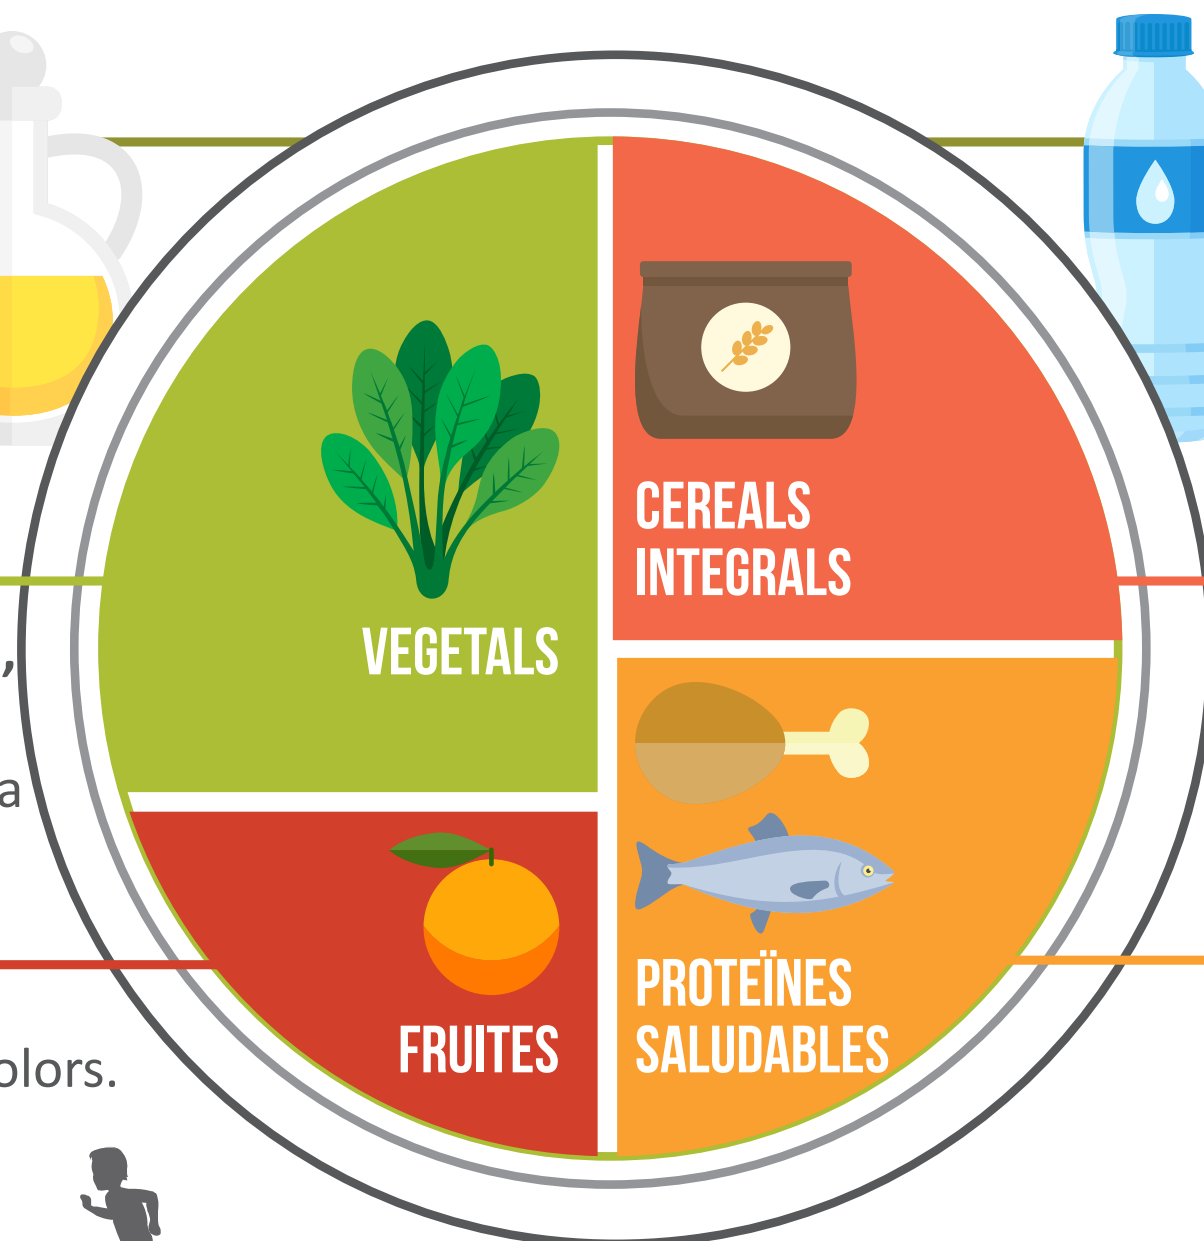 CEREALS
INTEGRALS
VEGETALS
,
a
PROTEÏNES
SALUDABLES
FRUITES
olors.